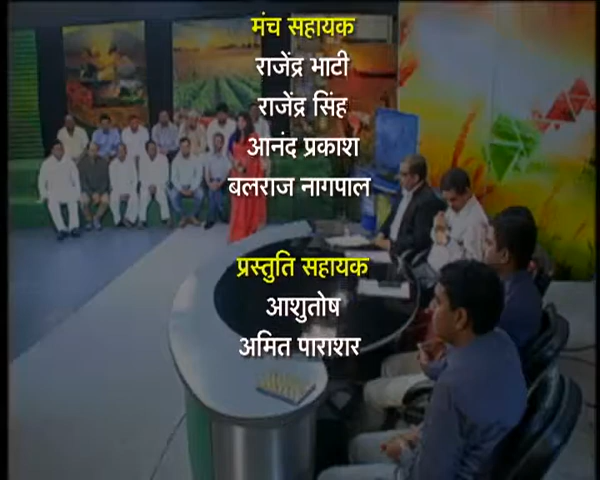 मंच सहायक
राजेंद्र भाटी
राजेंद्र सिंह
आनंद प्रकाश
बलराज नागपाल
प्रस्तुति सहायक
आशुतोष
अमित पाराशर